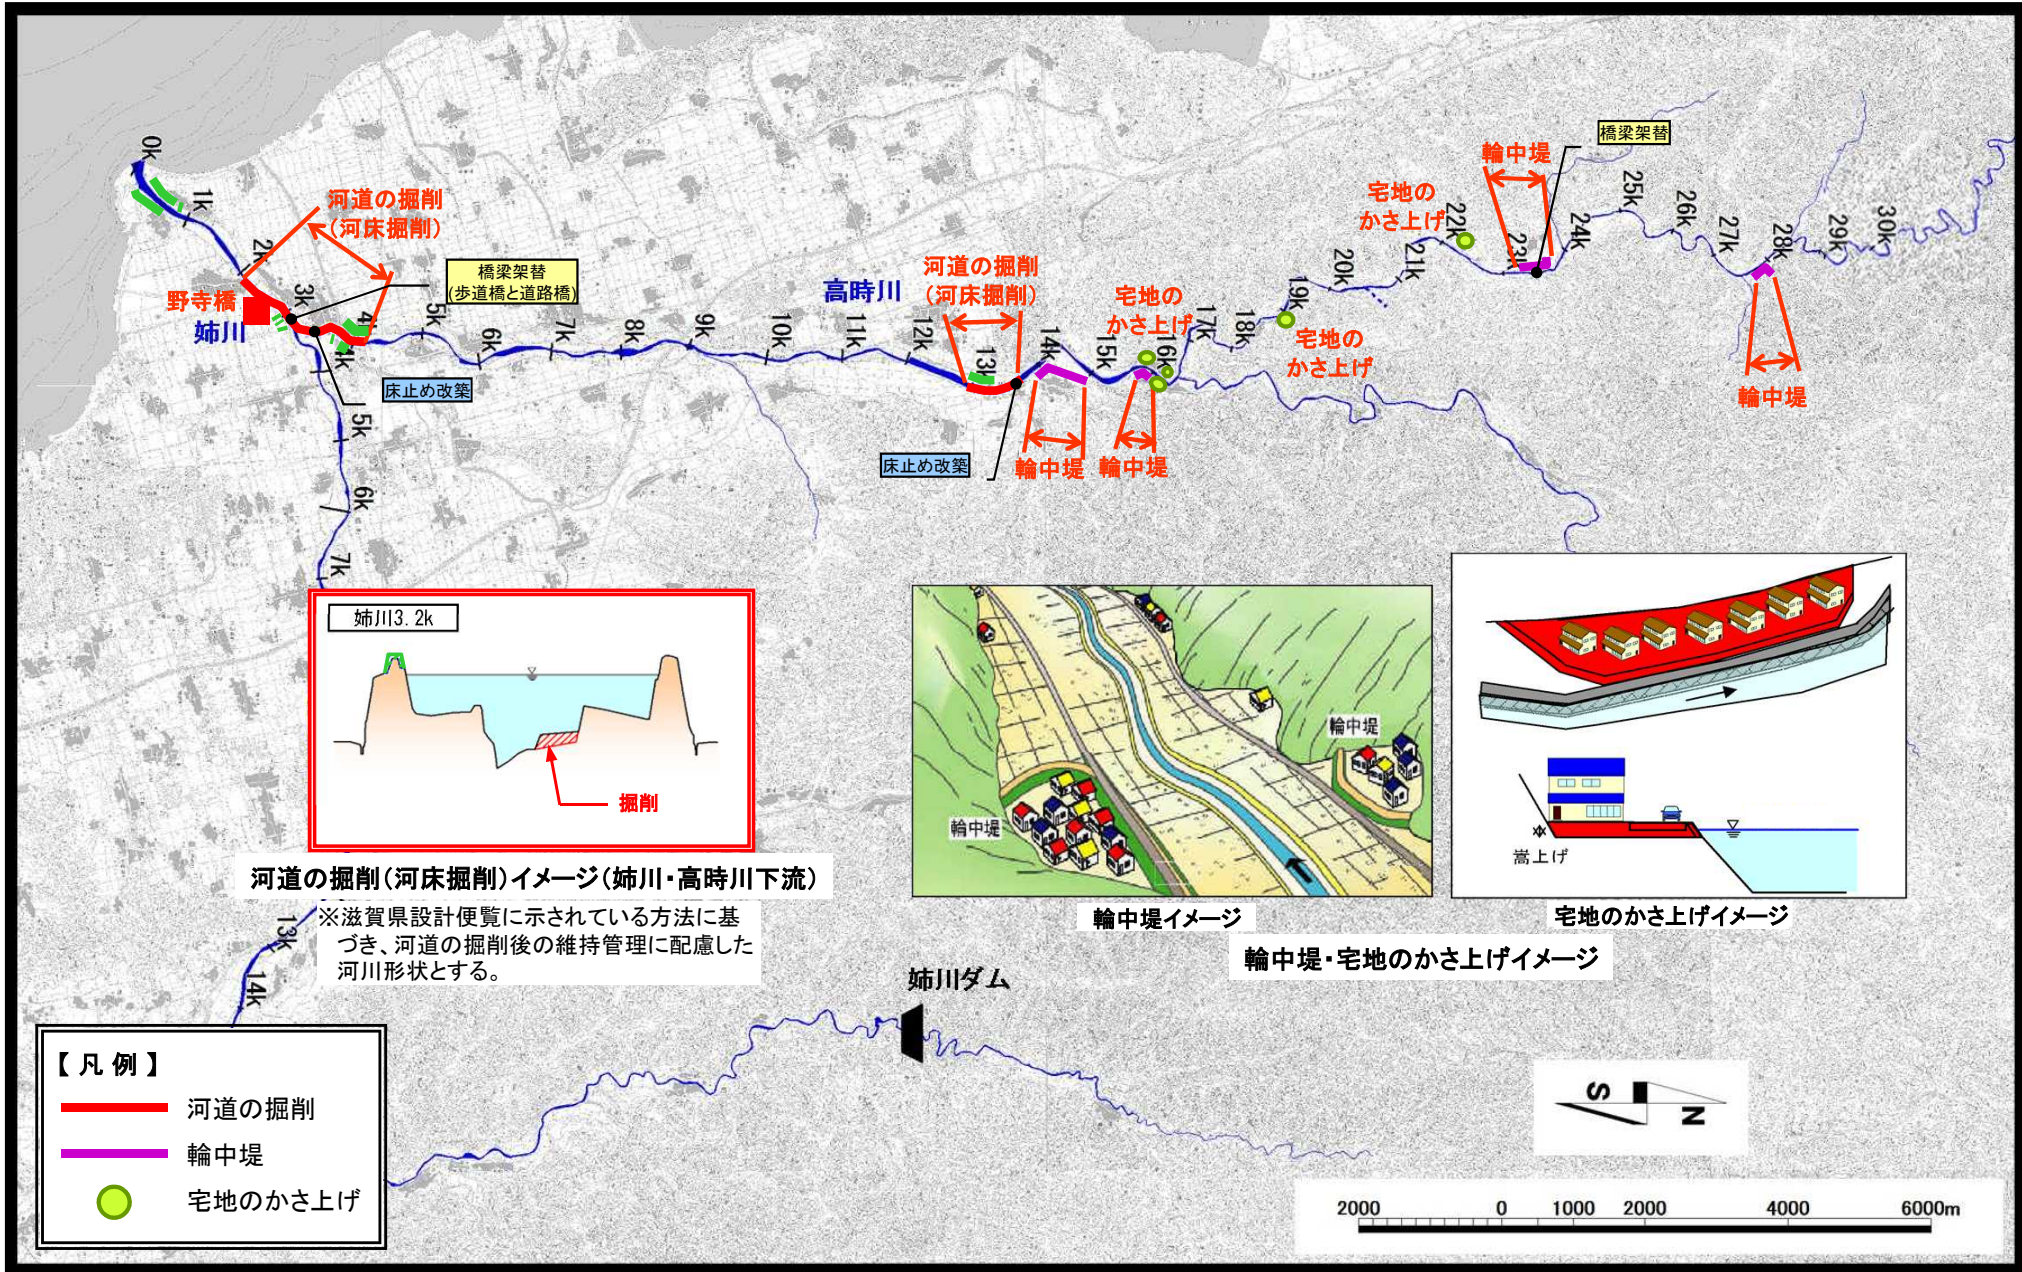 0k
1k
2k
3k
4k
5k
6k
7k
8k
9k
10k
11k
12k
13k
14k
15k
16k
17k
18k
19k
20k
21k
22k
23k
24k
25k
26k
27k
28k
29k
30k
河道の掘削
(河床掘削)
野寺橋
姉川
橋梁架替
(歩道橋と道路橋)
床止め改築
4k
5k
6k
7k
13k
14k
高時川
河道の掘削
(河床掘削)
床止め改築
輪中堤
輪中堤
宅地の
かさ上げ
宅地の
かさ上げ
宅地の
かさ上げ
輪中堤
橋梁架替
輪中堤
姉川3.2k
掘削
河道の掘削(河床掘削)イメージ(姉川・高時川下流)
※滋賀県設計便覧に示されている方法に基
づき、河道の掘削後の維持管理に配慮した
河川形状とする。
輪中堤
輪中堤
輪中堤イメージ
嵩上げ
宅地のかさ上げイメージ
輪中堤・宅地のかさ上げイメージ
姉川ダム
【凡例】
河道の掘削
輪中堤
宅地のかさ上げ
S
N
2000 0 1000 2000 4000 6000m